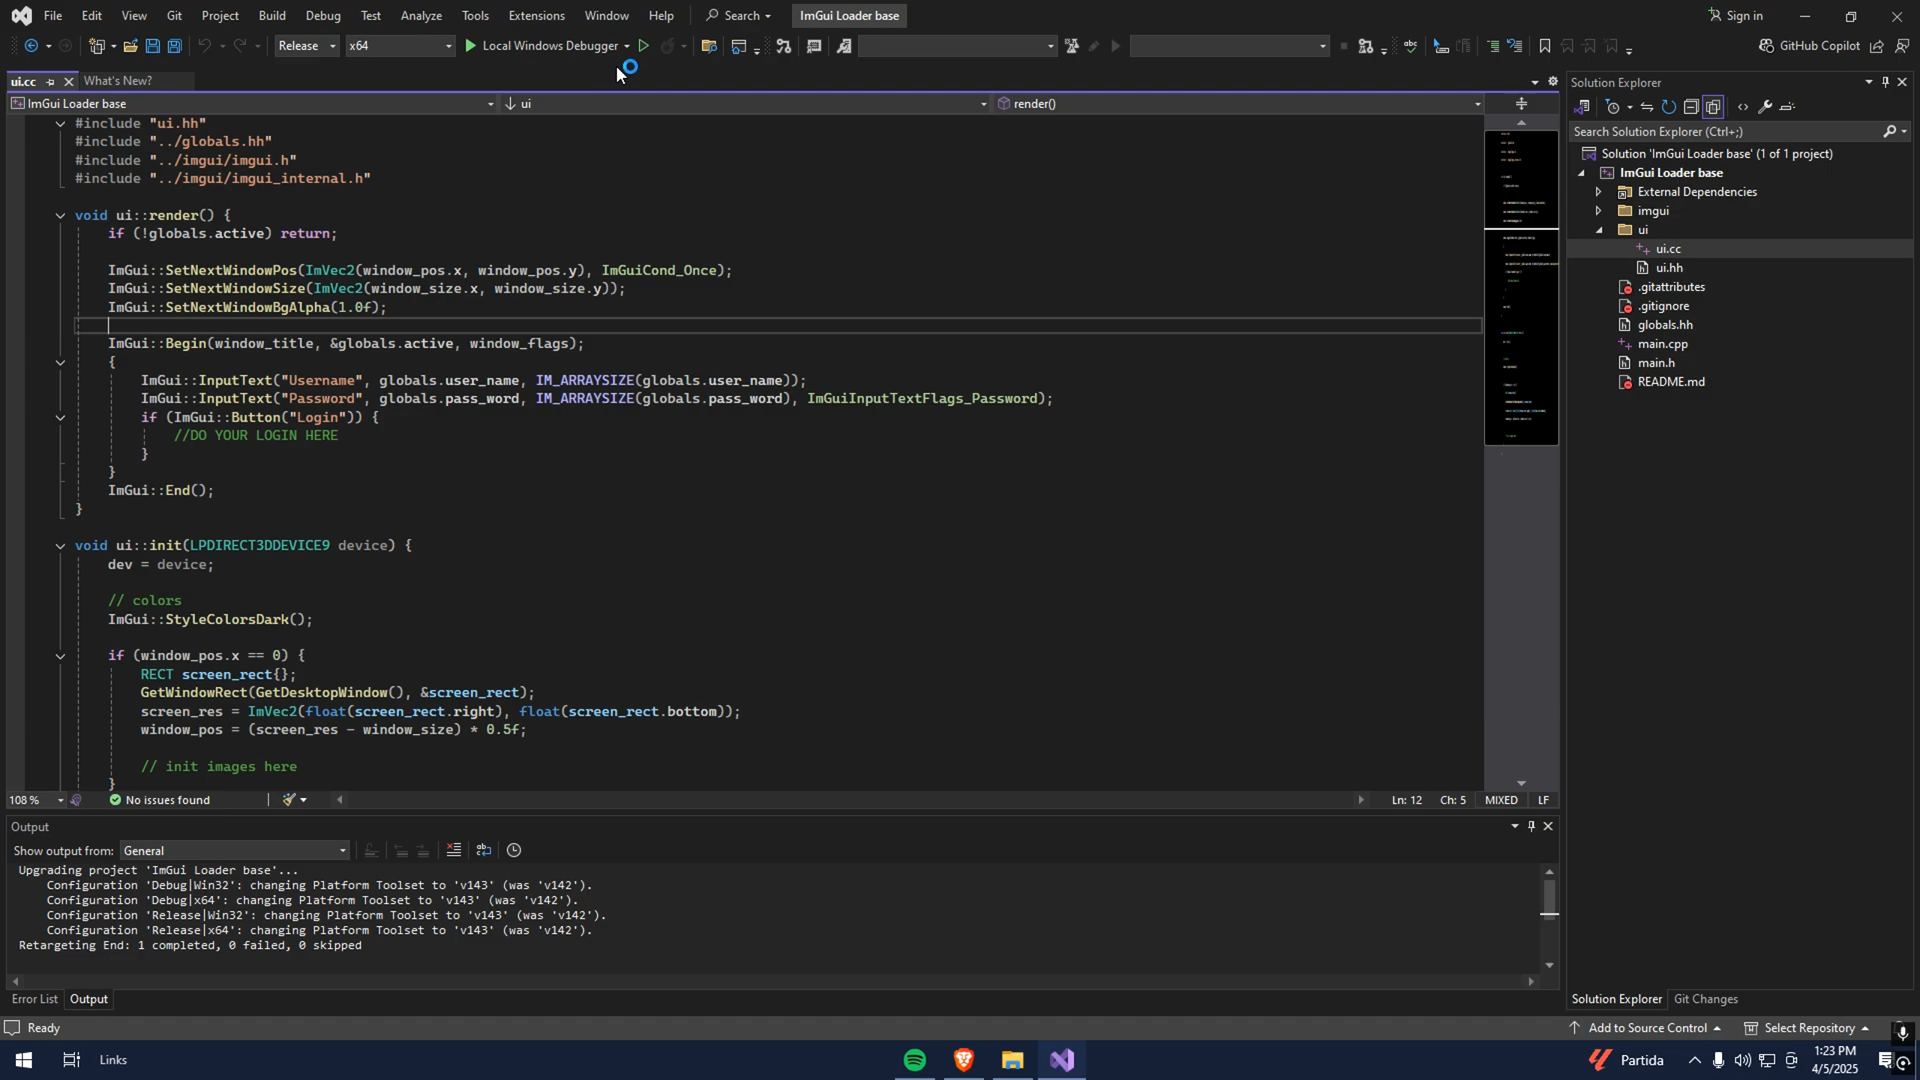 File Edit View Git Project Build Debug Test Analyze Tools Extensions Window Help Search ImGui Loader base Sign in
Release x64 Local Windows Debugger GitHub Copilot
ui.cc What's New?
ImGui Loader base ui render()
#include "ui.hh"
#include "../globals.hh"
#include "../imgui/imgui.h"
#include "../imgui/imgui_internal.h"
void ui::render() {
if (!globals.active) return;
ImGui::SetNextWindowPos(ImVec2(window_pos.x, window_pos.y), ImGuiCond_Once);
ImGui::SetNextWindowSize(ImVec2(window_size.x, window_size.y));
ImGui::SetNextWindowBgAlpha(1.0f);
ImGui::Begin(window_title, &globals.active, window_flags);
{
ImGui::InputText("Username", globals.user_name, IM_ARRAYSIZE(globals.user_name));
ImGui::InputText("Password", globals.pass_word, IM_ARRAYSIZE(globals.pass_word), ImGuiInputTextFlags_Password);
if (ImGui::Button("Login")) {
//DO YOUR LOGIN HERE
}
}
ImGui::End();
}
void ui::init(LPDIRECT3DDEVICE9 device) {
dev = device;
// colors
ImGui::StyleColorsDark();
if (window_pos.x == 0) {
RECT screen_rect{};
GetWindowRect(GetDesktopWindow(), &screen_rect);
screen_res = ImVec2(float(screen_rect.right), float(screen_rect.bottom));
window_pos = (screen_res - window_size) * 0.5f;
// init images here
}
108 % No issues found Ln: 12 Ch: 5 MIXED LF
Output
Show output from: General
Upgrading project 'ImGui Loader base'...
Configuration 'Debug|Win32': changing Platform Toolset to 'v143' (was 'v142').
Configuration 'Debug|x64': changing Platform Toolset to 'v143' (was 'v142').
Configuration 'Release|Win32': changing Platform Toolset to 'v143' (was 'v142').
Configuration 'Release|x64': changing Platform Toolset to 'v143' (was 'v142').
Retargeting End: 1 completed, 0 failed, 0 skipped
Error List Output
Solution Explorer
Search Solution Explorer (Ctrl+;)
Solution 'ImGui Loader base' (1 of 1 project)
ImGui Loader base
External Dependencies
imgui
ui
ui.cc
ui.hh
.gitattributes
.gitignore
globals.hh
main.cpp
main.h
README.md
Solution Explorer Git Changes
Ready Add to Source Control Select Repository
Links Partida 1:23 PM
4/5/2025